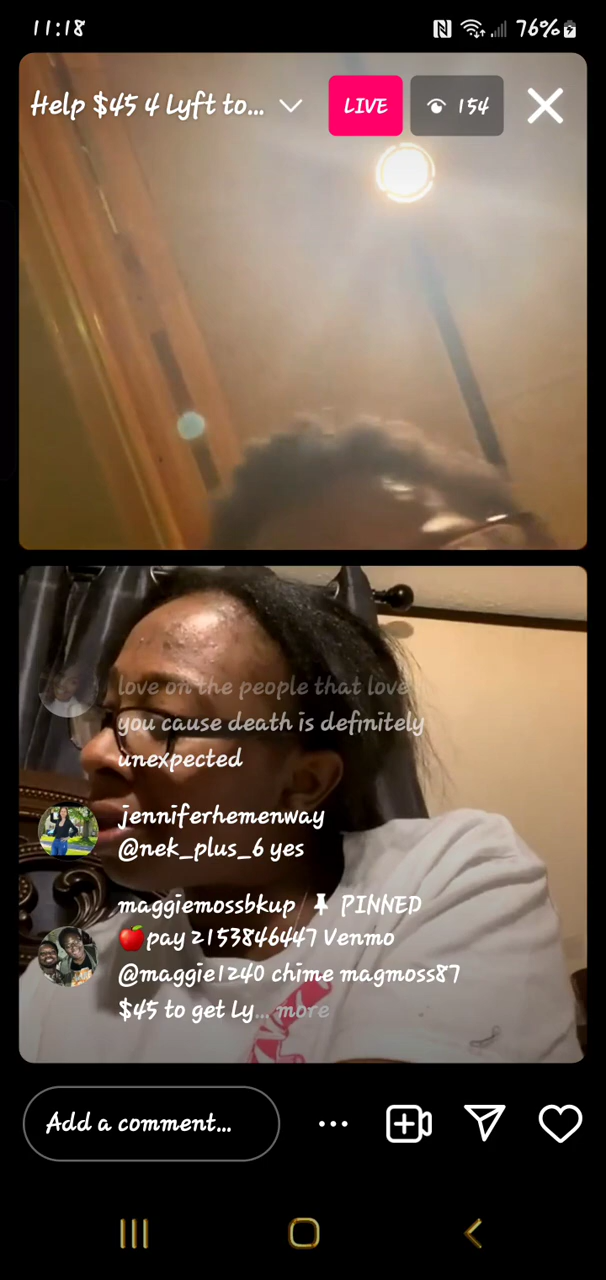 11:18
76%
Help $45 4 Lyft to...
LIVE
154
love on the people that love
you cause death is definitely
unexpected
jenniferhemenway
@nek_plus_6 yes
maggiemossbkup PINNED
🍎pay 2153846447 Venmo
@maggie1240 chime magmoss87
$45 to get Ly... more
Add a comment...